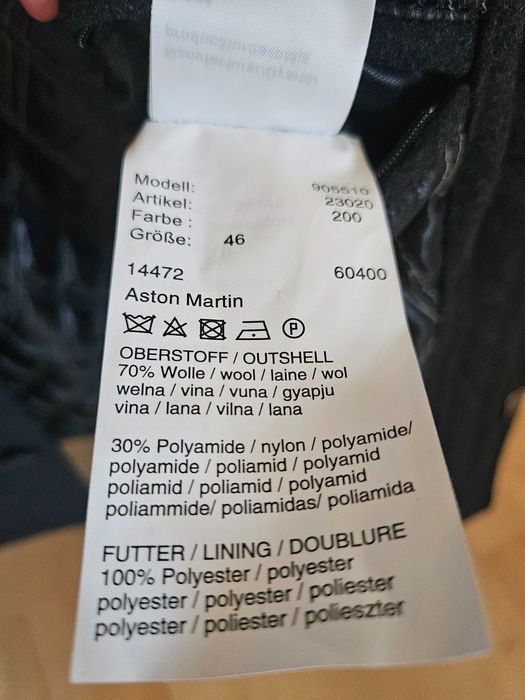 Modell: 905510
Artikel: 23020
Farbe : 200
Größe: 46
14472 60400
Aston Martin
P
OBERSTOFF / OUTSHELL
70% Wolle / wool / laine / wol
wełna / vina / vuna / gyapju
vina / lana / vilna / lana
30% Polyamide / nylon / polyamide/
polyamide / poliamid / polyamid
poliamid / poliamid / polyamid
poliammide/ poliamidas/ poliamida
FUTTER / LINING / DOUBLURE
100% Polyester / polyester
polyester / polyester / poliester
polyester / poliester / polieszter